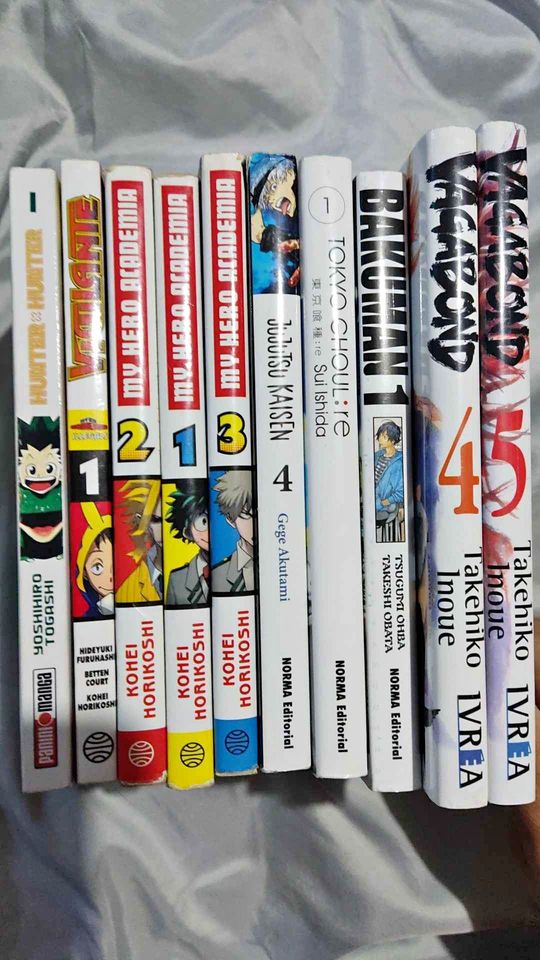 1
HUNTER × HUNTER
YOSHIHIRO
TOGASHI
PANINI MANGA
VIGILANTE
1
HIDEYUKI FURUHASHI
BETTEN
COURT
KOHEI
HORIKOSHI
MY HERO ACADEMIA
2
KOHEI
HORIKOSHI
MY HERO ACADEMIA
1
KOHEI
HORIKOSHI
MY HERO ACADEMIA
3
KOHEI
HORIKOSHI
JUJUTSU KAISEN
4
Gege Akutami
NORMA Editorial
1
TOKYO GHOUL:re
東京喰種:re
Sui Ishida
NORMA Editorial
BAKUMAN 1
TSUGUMI OHBA
TAKESHI OBATA
NORMA Editorial
VAGABOND
4
Takehiko
Inoue
IVREA
VAGABOND
5
Takehiko
Inoue
IVREA